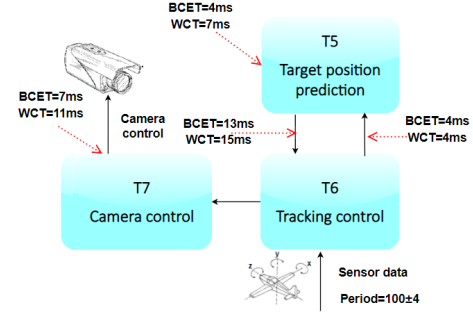 BCET=4ms
WCT=7ms
T5
Target position
prediction
BCET=7ms
WCT=11ms
Camera
control
BCET=13ms
WCT=15ms
BCET=4ms
WCT=4ms
T7
Camera control
T6
Tracking control
y
z
x
Sensor data
Period=100±4